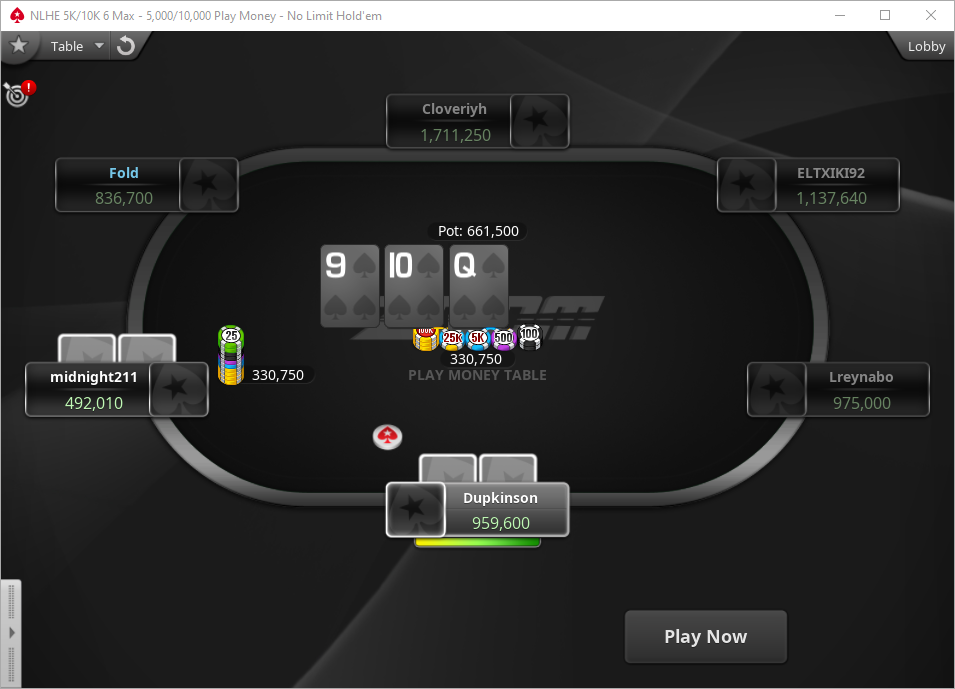 NLHE 5K/10K 6 Max - 5,000/10,000 Play Money - No Limit Hold'em
Table
Lobby
!
Cloveriyh
1,711,250
Fold
836,700
ELTXIKI92
1,137,640
Pot: 661,500
9 10 Q
25
330,750
100K 25K 5K 500 100
330,750
PLAY MONEY TABLE
midnight211
492,010
Lreynabo
975,000
Dupkinson
959,600
Play Now